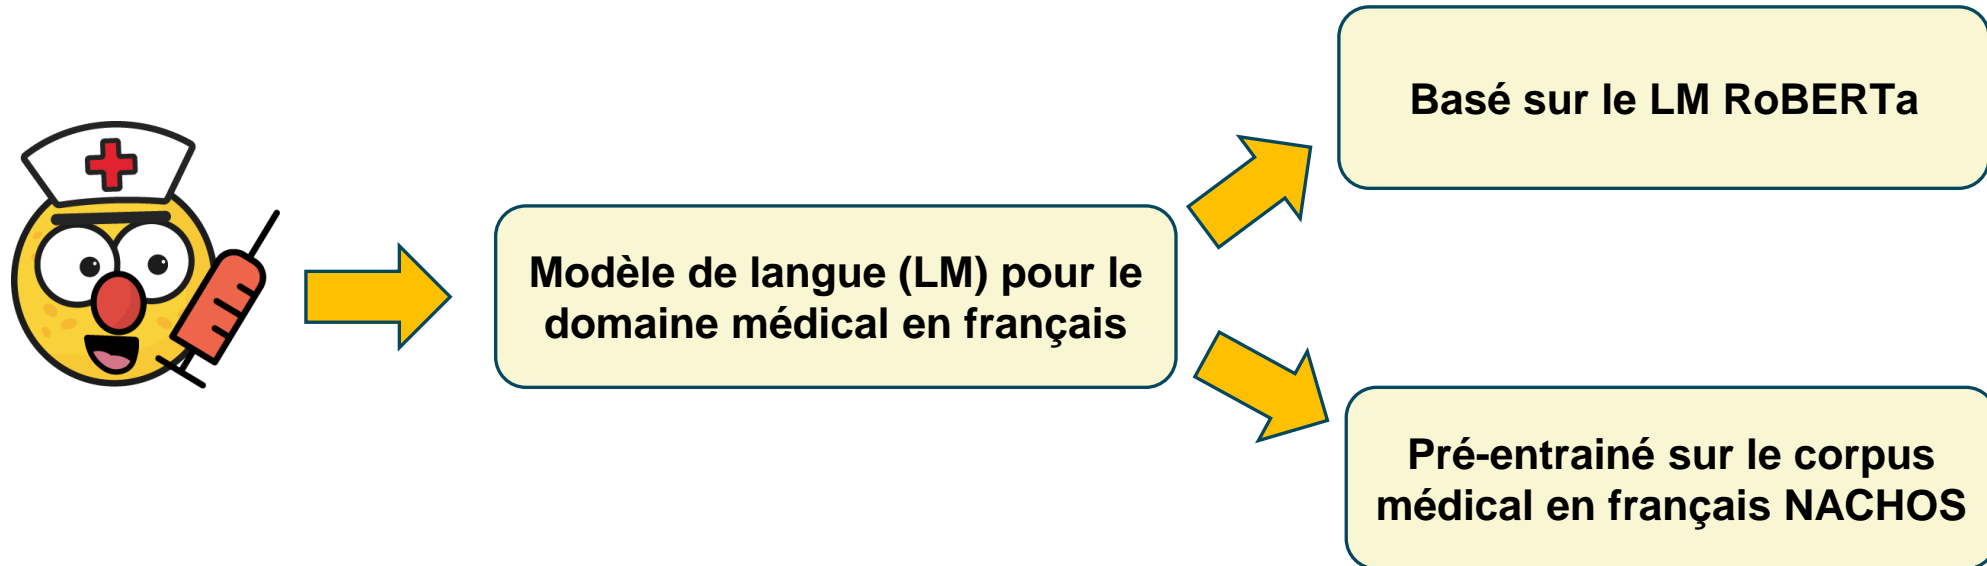 Basé sur le LM RoBERTa
Modèle de langue (LM) pour le
domaine médical en français
Pré-entrainé sur le corpus
médical en français NACHOS